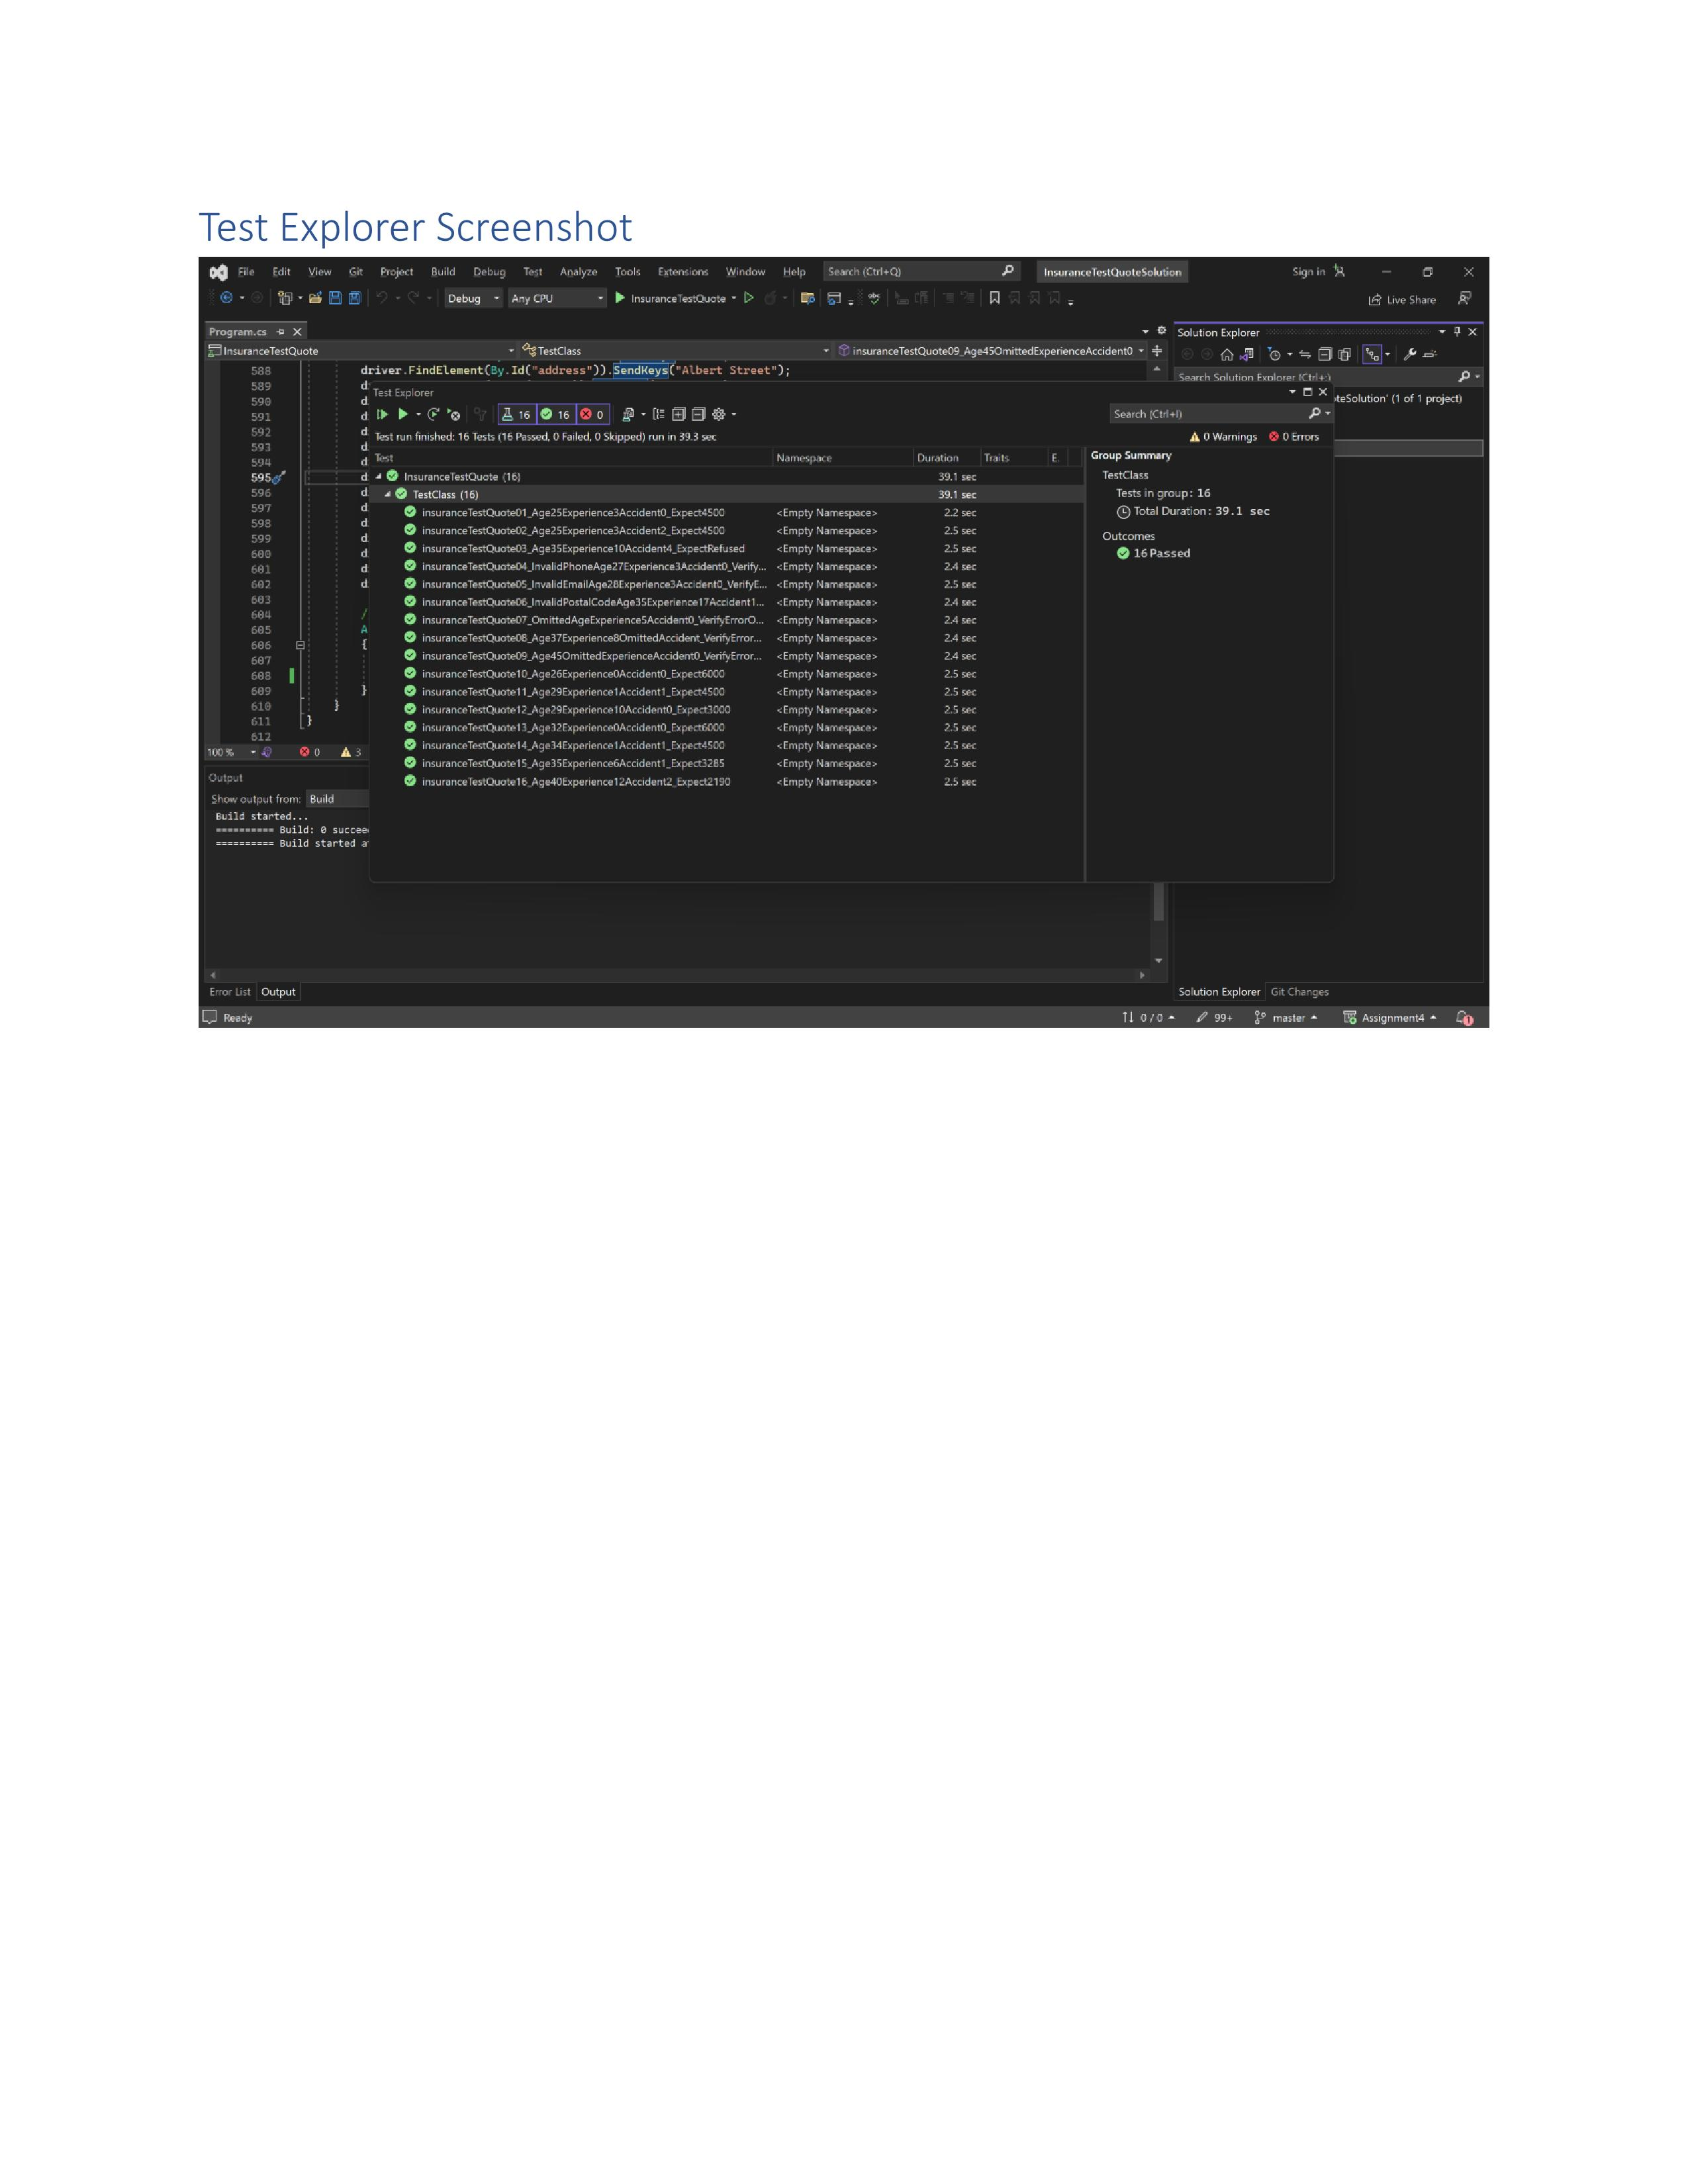 Test Explorer Screenshot
File Edit View Git Project Build Debug Test Analyze Tools Extensions Window Help Search (Ctrl+Q) InsuranceTestQuoteSolution Sign in
Debug Any CPU InsuranceTestQuote Live Share
Program.cs Solution Explorer
InsuranceTestQuote TestClass insuranceTestQuote09_Age45OmittedExperienceAccident0
Search Solution Explorer (Ctrl+;)
588 driver.FindElement(By.Id("address")).SendKeys("Albert Street");
589 d
590 d
591 d
592 d
593 d
594 d
595 d
596 d
597 d
598 d
599 d
600 d
601 d
602 d
603
604 /
605 A
606 {
607
608
609 }
610 }
611 }
612
teSolution' (1 of 1 project)
Test Explorer
16 16 0 Search (Ctrl+I)
Test run finished: 16 Tests (16 Passed, 0 Failed, 0 Skipped) run in 39.3 sec 0 Warnings 0 Errors
Test Namespace Duration Traits E.
InsuranceTestQuote (16) 39.1 sec
TestClass (16) 39.1 sec
insuranceTestQuote01_Age25Experience3Accident0_Expect4500 <Empty Namespace> 2.2 sec
insuranceTestQuote02_Age25Experience3Accident2_Expect4500 <Empty Namespace> 2.5 sec
insuranceTestQuote03_Age35Experience10Accident4_ExpectRefused <Empty Namespace> 2.5 sec
insuranceTestQuote04_InvalidPhoneAge27Experience3Accident0_Verify... <Empty Namespace> 2.4 sec
insuranceTestQuote05_InvalidEmailAge28Experience3Accident0_VerifyE... <Empty Namespace> 2.5 sec
insuranceTestQuote06_InvalidPostalCodeAge35Experience17Accident1... <Empty Namespace> 2.4 sec
insuranceTestQuote07_OmittedAgeExperience5Accident0_VerifyErrorO... <Empty Namespace> 2.4 sec
insuranceTestQuote08_Age37Experience8OmittedAccident_VerifyError... <Empty Namespace> 2.4 sec
insuranceTestQuote09_Age45OmittedExperienceAccident0_VerifyError... <Empty Namespace> 2.4 sec
insuranceTestQuote10_Age26Experience0Accident0_Expect6000 <Empty Namespace> 2.5 sec
insuranceTestQuote11_Age29Experience1Accident1_Expect4500 <Empty Namespace> 2.5 sec
insuranceTestQuote12_Age29Experience10Accident0_Expect3000 <Empty Namespace> 2.5 sec
insuranceTestQuote13_Age32Experience0Accident0_Expect6000 <Empty Namespace> 2.5 sec
insuranceTestQuote14_Age34Experience1Accident1_Expect4500 <Empty Namespace> 2.5 sec
insuranceTestQuote15_Age35Experience6Accident1_Expect3285 <Empty Namespace> 2.5 sec
insuranceTestQuote16_Age40Experience12Accident2_Expect2190 <Empty Namespace> 2.5 sec
Group Summary
TestClass
Tests in group: 16
Total Duration: 39.1 sec
Outcomes
16 Passed
100 % 0 3
Output
Show output from: Build
Build started...
========== Build: 0 succee
========== Build started a
Error List Output Solution Explorer Git Changes
Ready 0 / 0 99+ master Assignment4 1